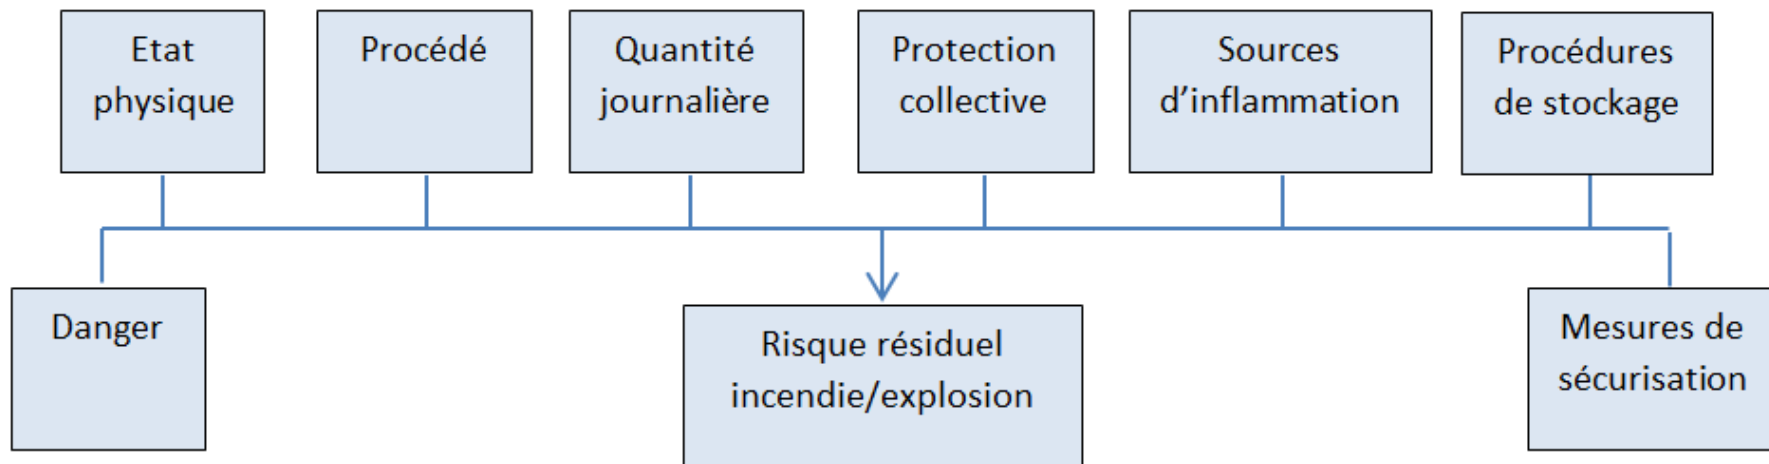 Etat
physique
Procédé
Quantité
journalière
Protection
collective
Sources
d’inflammation
Procédures
de stockage
Danger
Risque résiduel
incendie/explosion
Mesures de
sécurisation